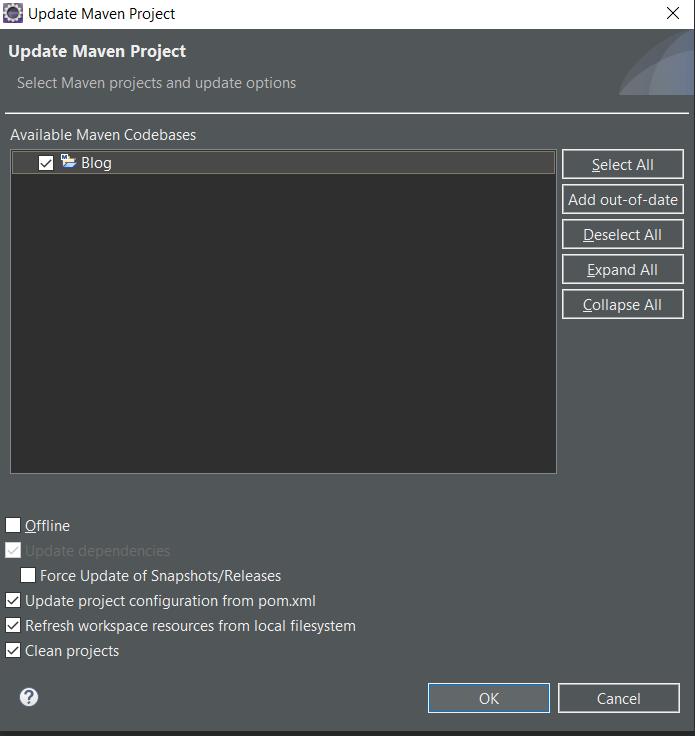 Update Maven Project
Update Maven Project
Select Maven projects and update options
Available Maven Codebases
Blog
Select All
Add out-of-date
Deselect All
Expand All
Collapse All
Offline
Update dependencies
Force Update of Snapshots/Releases
Update project configuration from pom.xml
Refresh workspace resources from local filesystem
Clean projects
?
OK
Cancel